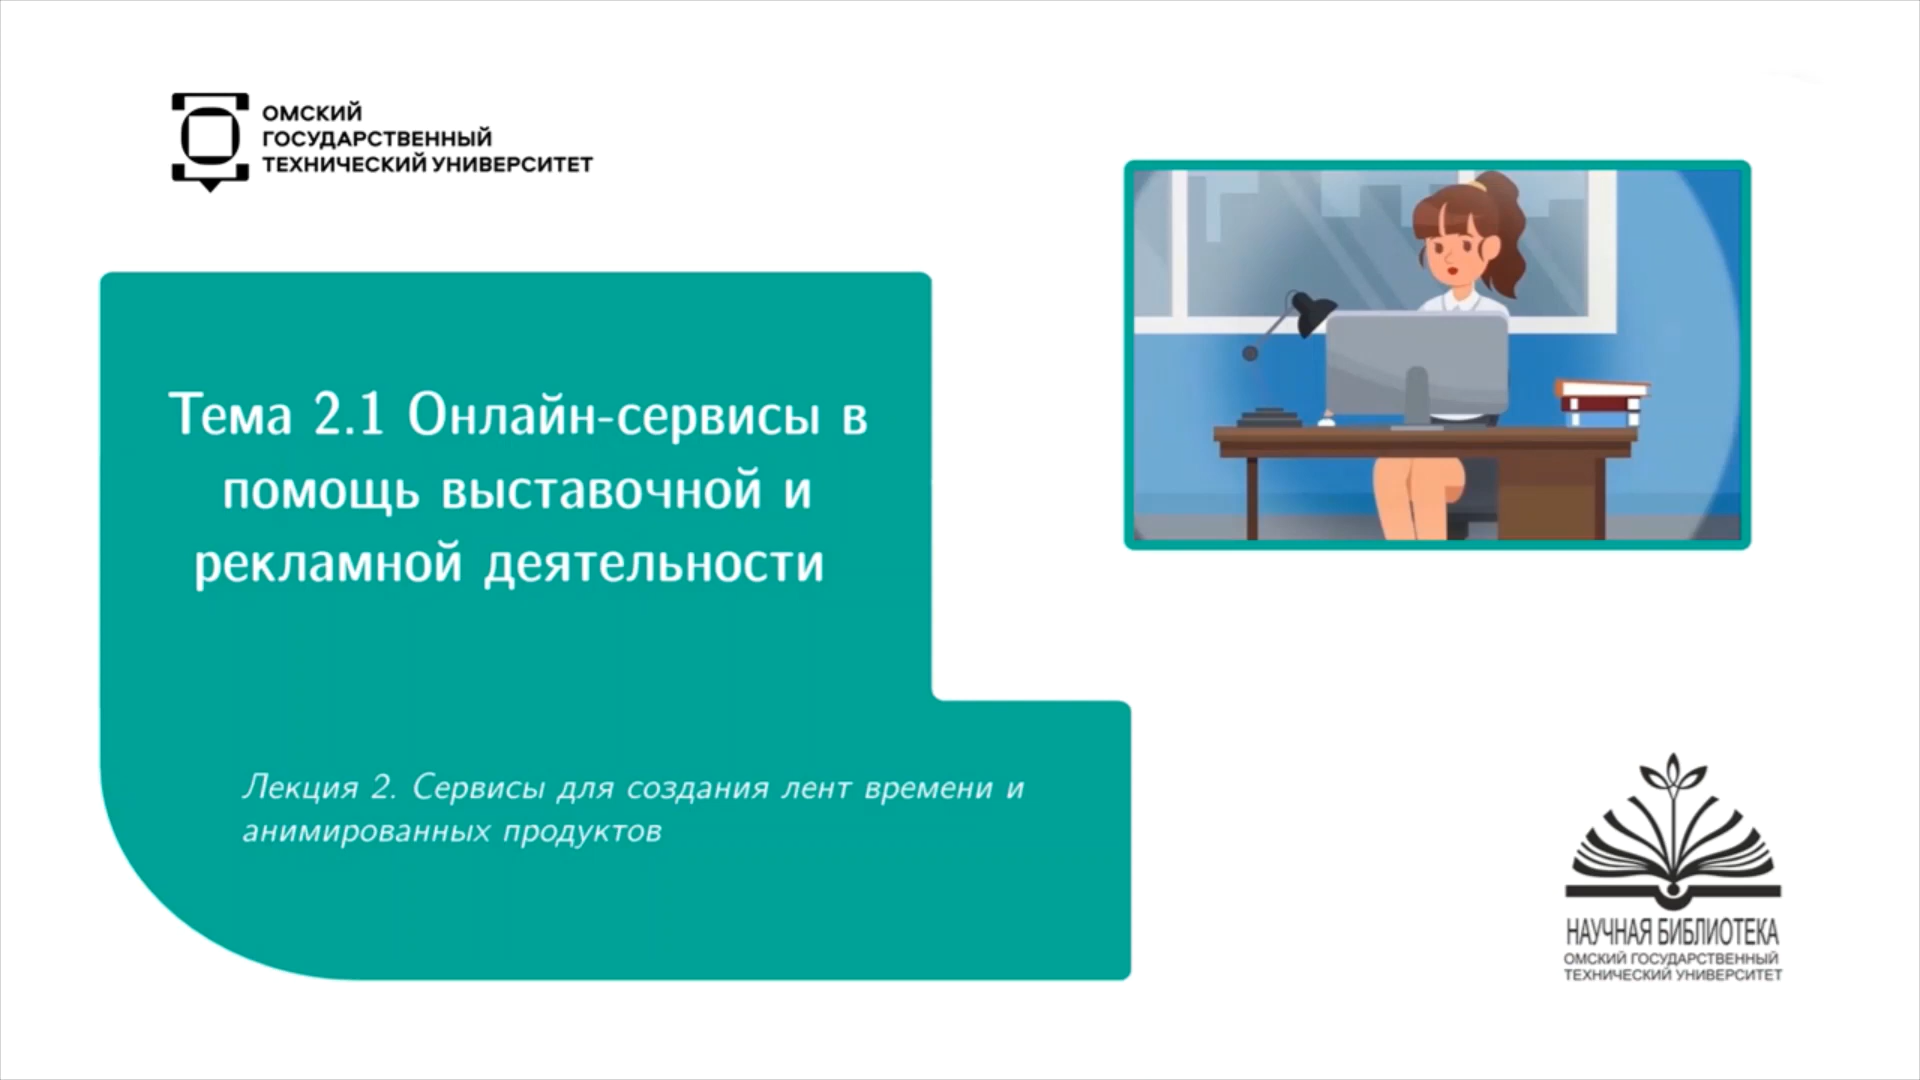 ОМСКИЙ
ГОСУДАРСТВЕННЫЙ
ТЕХНИЧЕСКИЙ УНИВЕРСИТЕТ
Тема 2.1 Онлайн-сервисы в
помощь выставочной и
рекламной деятельности
Лекция 2. Сервисы для создания лент времени и
анимированных продуктов
НАУЧНАЯ БИБЛИОТЕКА
ОМСКИЙ ГОСУДАРСТВЕННЫЙ
ТЕХНИЧЕСКИЙ УНИВЕРСИТЕТ